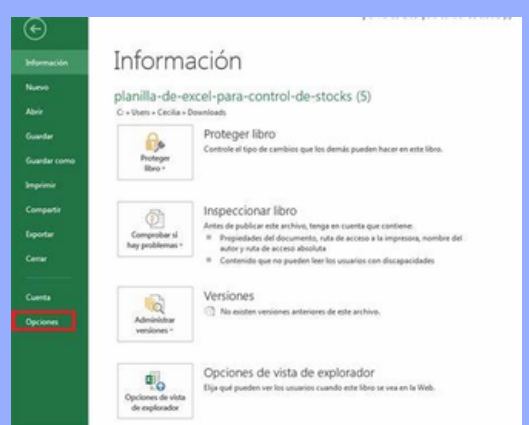 Información
Nuevo
Abrir
Guardar
Guardar como
Imprimir
Compartir
Exportar
Cerrar
Cuenta
Opciones
Información
planilla-de-excel-para-control-de-stocks (5)
C: » Users » Cecilia » Downloads
Proteger
libro
Proteger libro
Controle el tipo de cambios que los demás pueden hacer en este libro.
Comprobar si
hay problemas
Inspeccionar libro
Antes de publicar este archivo, tenga en cuenta que contiene:
Propiedades del documento, ruta de acceso a la impresora, nombre del
autor y ruta de acceso absoluta
Contenido que no pueden leer los usuarios con discapacidades
Administrar
versiones
Versiones
No existen versiones anteriores de este archivo.
Opciones de vista
de explorador
Opciones de vista de explorador
Elija qué pueden ver los usuarios cuando este libro se vea en la Web.